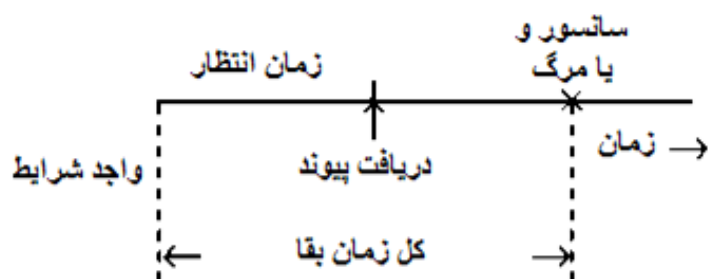 سانسور و
یا مرگ
زمان انتظار
زمان
واجد شرایط
دریافت پیوند
کل زمان بقا